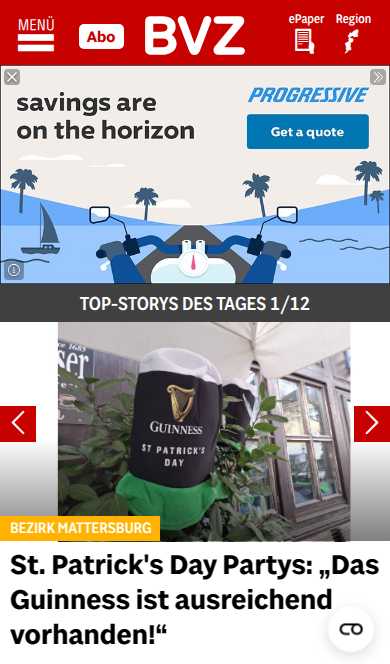 MENÜ
Abo
BVZ
ePaper
Region
savings are
on the horizon
PROGRESSIVE
Get a quote
TOP-STORYS DES TAGES 1/12
GUINNESS
ST PATRICK'S
DAY
BEZIRK MATTERSBURG
St. Patrick's Day Partys: „Das
Guinness ist ausreichend
vorhanden!“